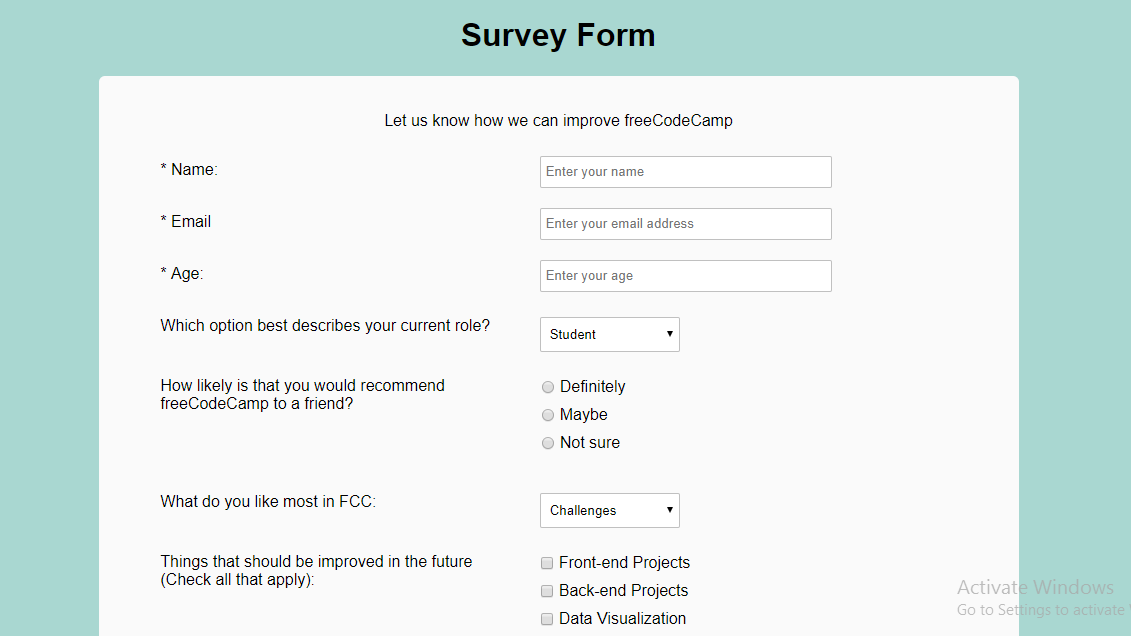 Survey Form
Let us know how we can improve freeCodeCamp
* Name:
Enter your name
* Email
Enter your email address
* Age:
Enter your age
Which option best describes your current role?
Student
How likely is that you would recommend
freeCodeCamp to a friend?
Definitely
Maybe
Not sure
What do you like most in FCC:
Challenges
Things that should be improved in the future
(Check all that apply):
Front-end Projects
Back-end Projects
Data Visualization
Activate Windows
Go to Settings to activate